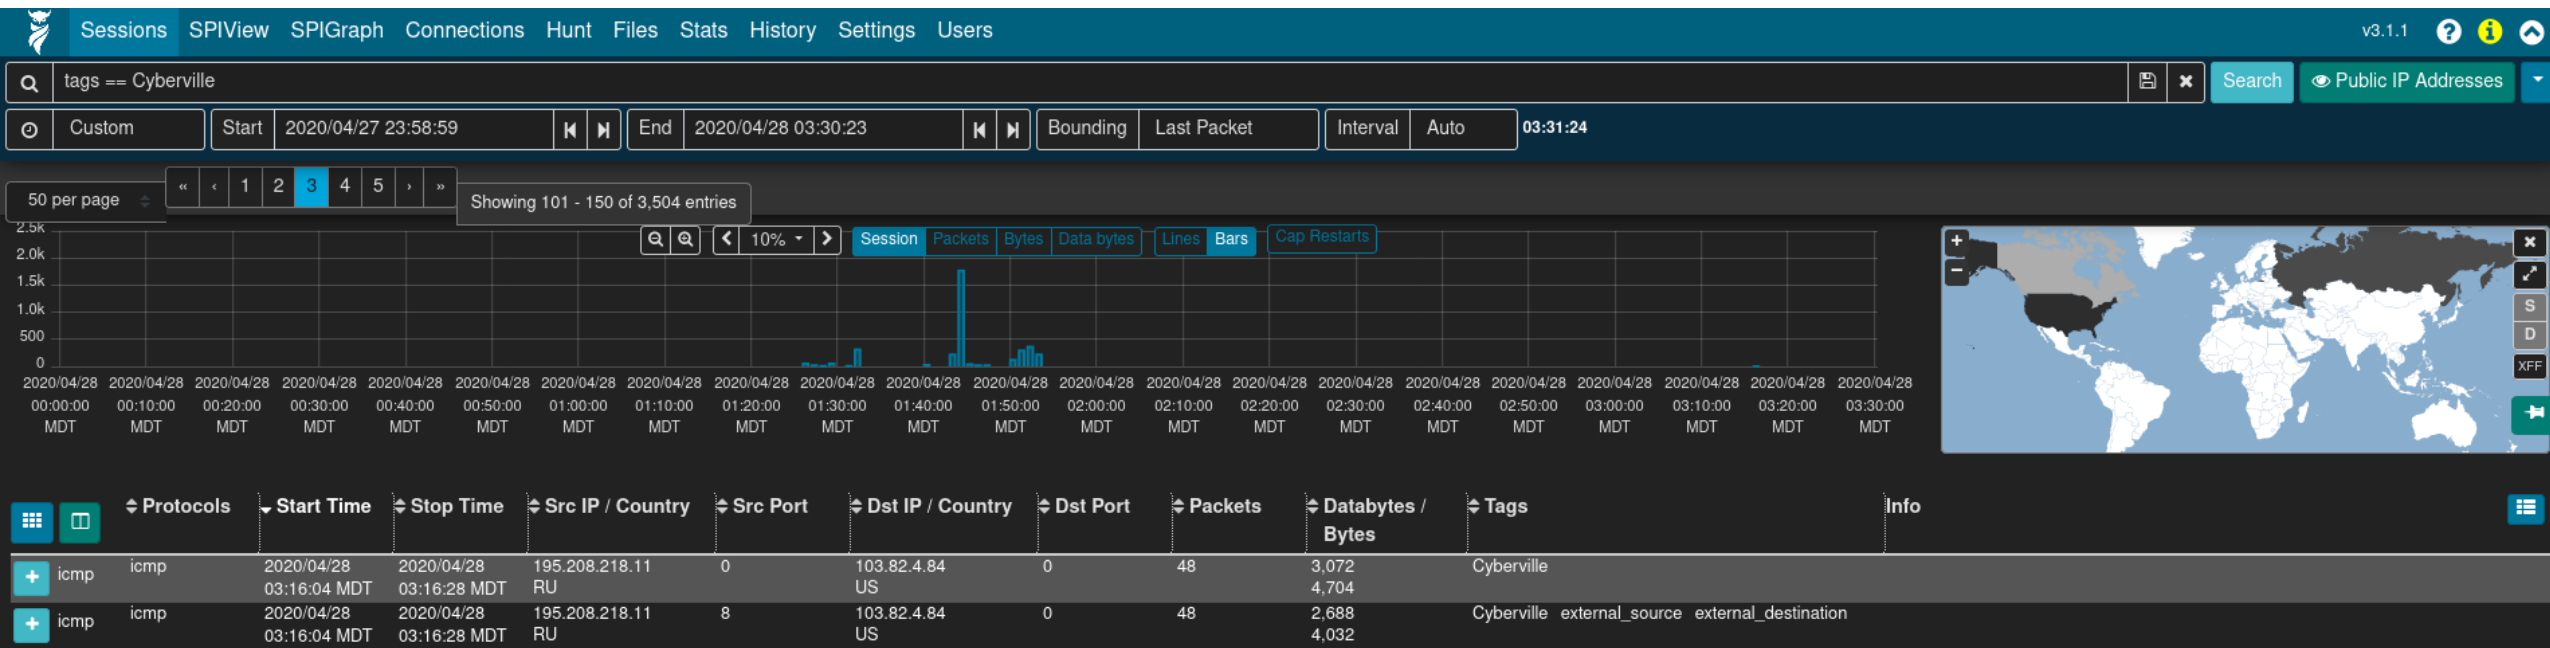 Sessions SPIView SPIGraph Connections Hunt Files Stats History Settings Users v3.1.1
tags == Cyberville Search Public IP Addresses
Custom Start 2020/04/27 23:58:59 End 2020/04/28 03:30:23 Bounding Last Packet Interval Auto 03:31:24
50 per page « ‹ 1 2 3 4 5 › » Showing 101 - 150 of 3,504 entries
10% Session Packets Bytes Data bytes Lines Bars Cap Restarts
2.5k
2.0k
1.5k
1.0k
500
0
2020/04/28 2020/04/28 2020/04/28 2020/04/28 2020/04/28 2020/04/28 2020/04/28 2020/04/28 2020/04/28 2020/04/28 2020/04/28 2020/04/28 2020/04/28 2020/04/28 2020/04/28 2020/04/28 2020/04/28 2020/04/28 2020/04/28 2020/04/28 2020/04/28 2020/04/28
00:00:00 00:10:00 00:20:00 00:30:00 00:40:00 00:50:00 01:00:00 01:10:00 01:20:00 01:30:00 01:40:00 01:50:00 02:00:00 02:10:00 02:20:00 02:30:00 02:40:00 02:50:00 03:00:00 03:10:00 03:20:00 03:30:00
MDT MDT MDT MDT MDT MDT MDT MDT MDT MDT MDT MDT MDT MDT MDT MDT MDT MDT MDT MDT MDT MDT
+
−
S
D
XFF
Protocols Start Time Stop Time Src IP / Country Src Port Dst IP / Country Dst Port Packets Databytes / Tags Info
Bytes
+ icmp icmp 2020/04/28 2020/04/28 195.208.218.11 0 103.82.4.84 0 48 3,072 Cyberville
03:16:04 MDT 03:16:28 MDT RU US 4,704
+ icmp icmp 2020/04/28 2020/04/28 195.208.218.11 8 103.82.4.84 0 48 2,688 Cyberville external_source external_destination
03:16:04 MDT 03:16:28 MDT RU US 4,032